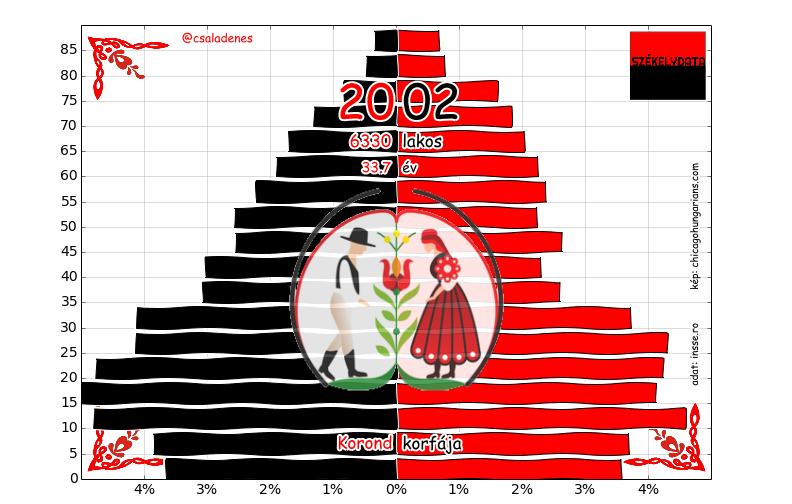 @csaladenes
SZÉKELYDATA
20 02
6330 lakos
33.7 év
kép: chicagohungarians.com
adat: insse.ro
Korond korfája
85
80
75
70
65
60
55
50
45
40
35
30
25
20
15
10
5
0
4% 3% 2% 1% 0% 1% 2% 3% 4%